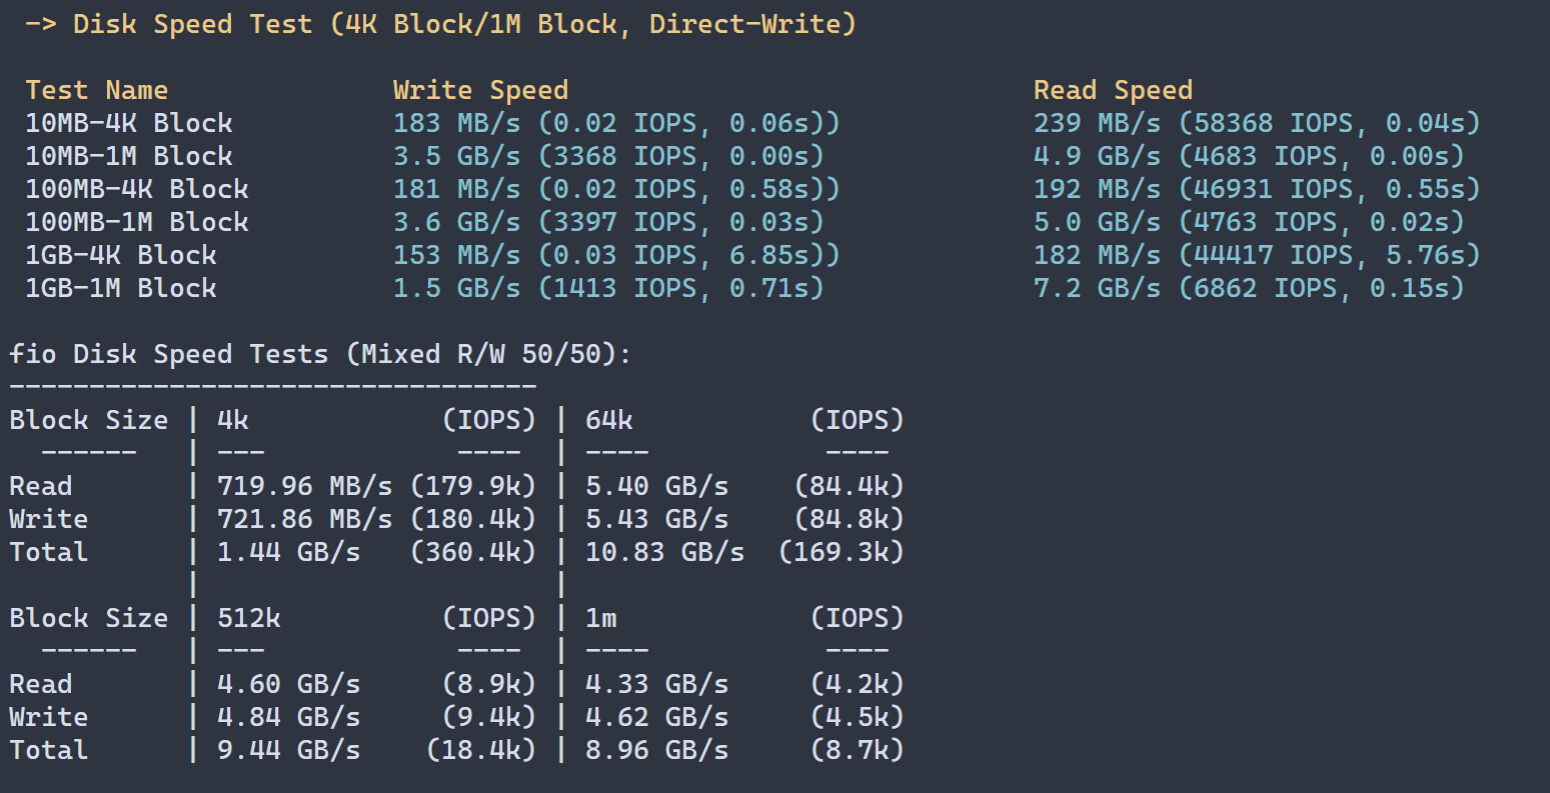 -> Disk Speed Test (4K Block/1M Block, Direct-Write)
Test Name Write Speed Read Speed
10MB-4K Block 183 MB/s (0.02 IOPS, 0.06s)) 239 MB/s (58368 IOPS, 0.04s)
10MB-1M Block 3.5 GB/s (3368 IOPS, 0.00s) 4.9 GB/s (4683 IOPS, 0.00s)
100MB-4K Block 181 MB/s (0.02 IOPS, 0.58s)) 192 MB/s (46931 IOPS, 0.55s)
100MB-1M Block 3.6 GB/s (3397 IOPS, 0.03s) 5.0 GB/s (4763 IOPS, 0.02s)
1GB-4K Block 153 MB/s (0.03 IOPS, 6.85s)) 182 MB/s (44417 IOPS, 5.76s)
1GB-1M Block 1.5 GB/s (1413 IOPS, 0.71s) 7.2 GB/s (6862 IOPS, 0.15s)
fio Disk Speed Tests (Mixed R/W 50/50):
---------------------------------
Block Size | 4k (IOPS) | 64k (IOPS)
------ | --- ---- | ---- ----
Read | 719.96 MB/s (179.9k) | 5.40 GB/s (84.4k)
Write | 721.86 MB/s (180.4k) | 5.43 GB/s (84.8k)
Total | 1.44 GB/s (360.4k) | 10.83 GB/s (169.3k)
| |
Block Size | 512k (IOPS) | 1m (IOPS)
------ | --- ---- | ---- ----
Read | 4.60 GB/s (8.9k) | 4.33 GB/s (4.2k)
Write | 4.84 GB/s (9.4k) | 4.62 GB/s (4.5k)
Total | 9.44 GB/s (18.4k) | 8.96 GB/s (8.7k)